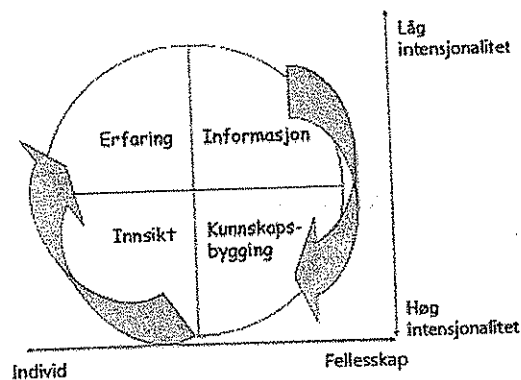 Låg
intensjonalitet
Erfaring
Informasjon
Innsikt
Kunnskaps-
bygging
Høg
intensjonalitet
Individ
Fellesskap